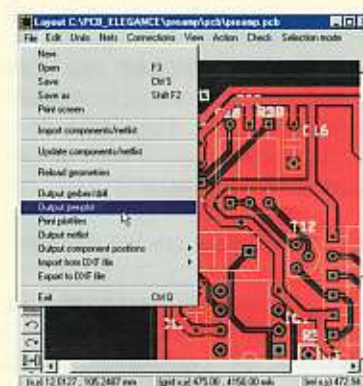 Layout C:\PCB_ELEGANCE\preamp\pcb\preamp.pcb
File Edit Units Nets Connections View Action Check Selection mode
New
Open F3
Save Ctrl S
Save as Shift F2
Print screen
Import components/netlist
Update components/netlist
Reload geometries
Output gerber/drill
Output penplot
Print plotfiles
Output netlist
Output component positions
Import from DXF file
Export to DXF file
Exit Ctrl Q
R30
C16
T12